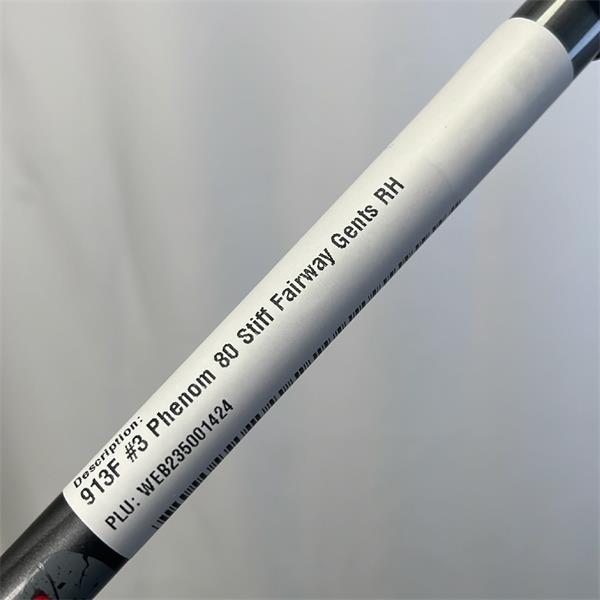 Description:
913F #3 Phenom 80 Stiff Fairway Gents RH
PLU: WEB235001424